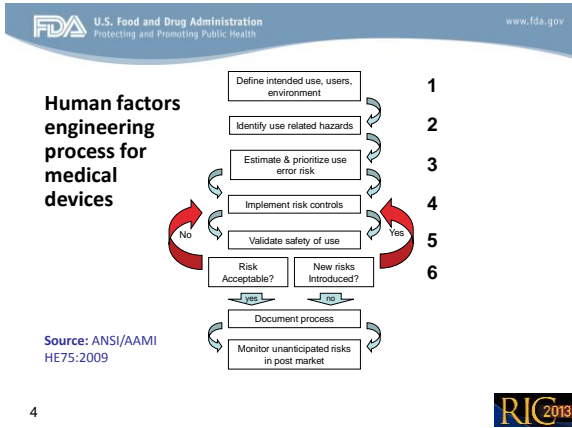 FDA U.S. Food and Drug Administration
Protecting and Promoting Public Health
www.fda.gov
Human factors
engineering
process for
medical
devices
Define intended use, users,
environment
1
Identify use related hazards
2
Estimate & prioritize use
error risk
3
Implement risk controls
4
No
Yes
Validate safety of use
5
Risk
Acceptable?
New risks
Introduced?
6
yes
no
Document process
Monitor unanticipated risks
in post market
Source: ANSI/AAMI
HE75:2009
4
RIC 2013